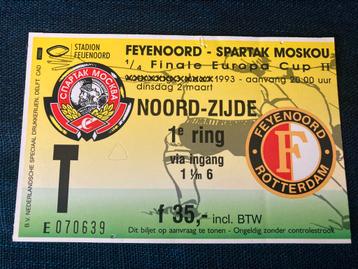 STADION
FEIJENOORD
FEYENOORD - SPARTAK MOSKOU
1/4 Finale Europa Cup II
xxxxxxxxxxxxx 1993 - aanvang 20:00 uur
dinsdag 2 maart
СПАРТАК МОСКВА
NOORD-ZIJDE
1e ring
via ingang
1 t/m 6
FEYENOORD
F
ROTTERDAM
T
E 070639
f 35,- incl. BTW
Dit biljet op aanvraag te tonen - Ongeldig zonder controlestrook
B.V. NEDERLANDSCHE SPECIAAL DRUKKERIJEN, DELFT CAD